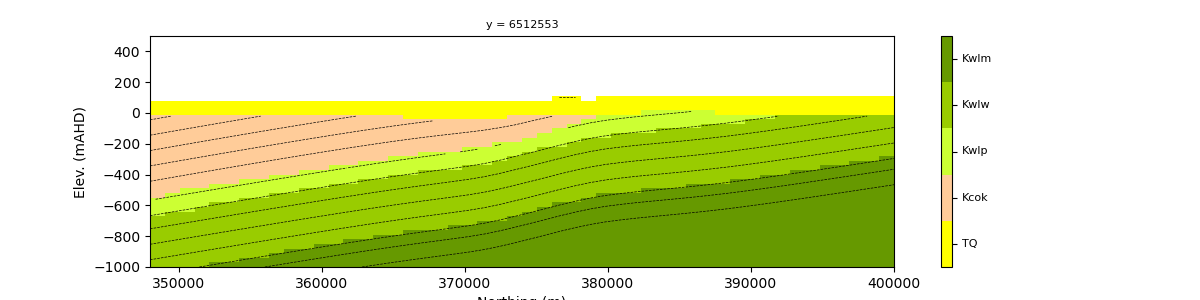 y = 6512553
400
200
0
−200
−400
−600
−800
−1000
Elev. (mAHD)
350000 360000 370000 380000 390000 400000
Northing (m)
Kwlm
Kwlw
Kwlp
Kcok
TQ